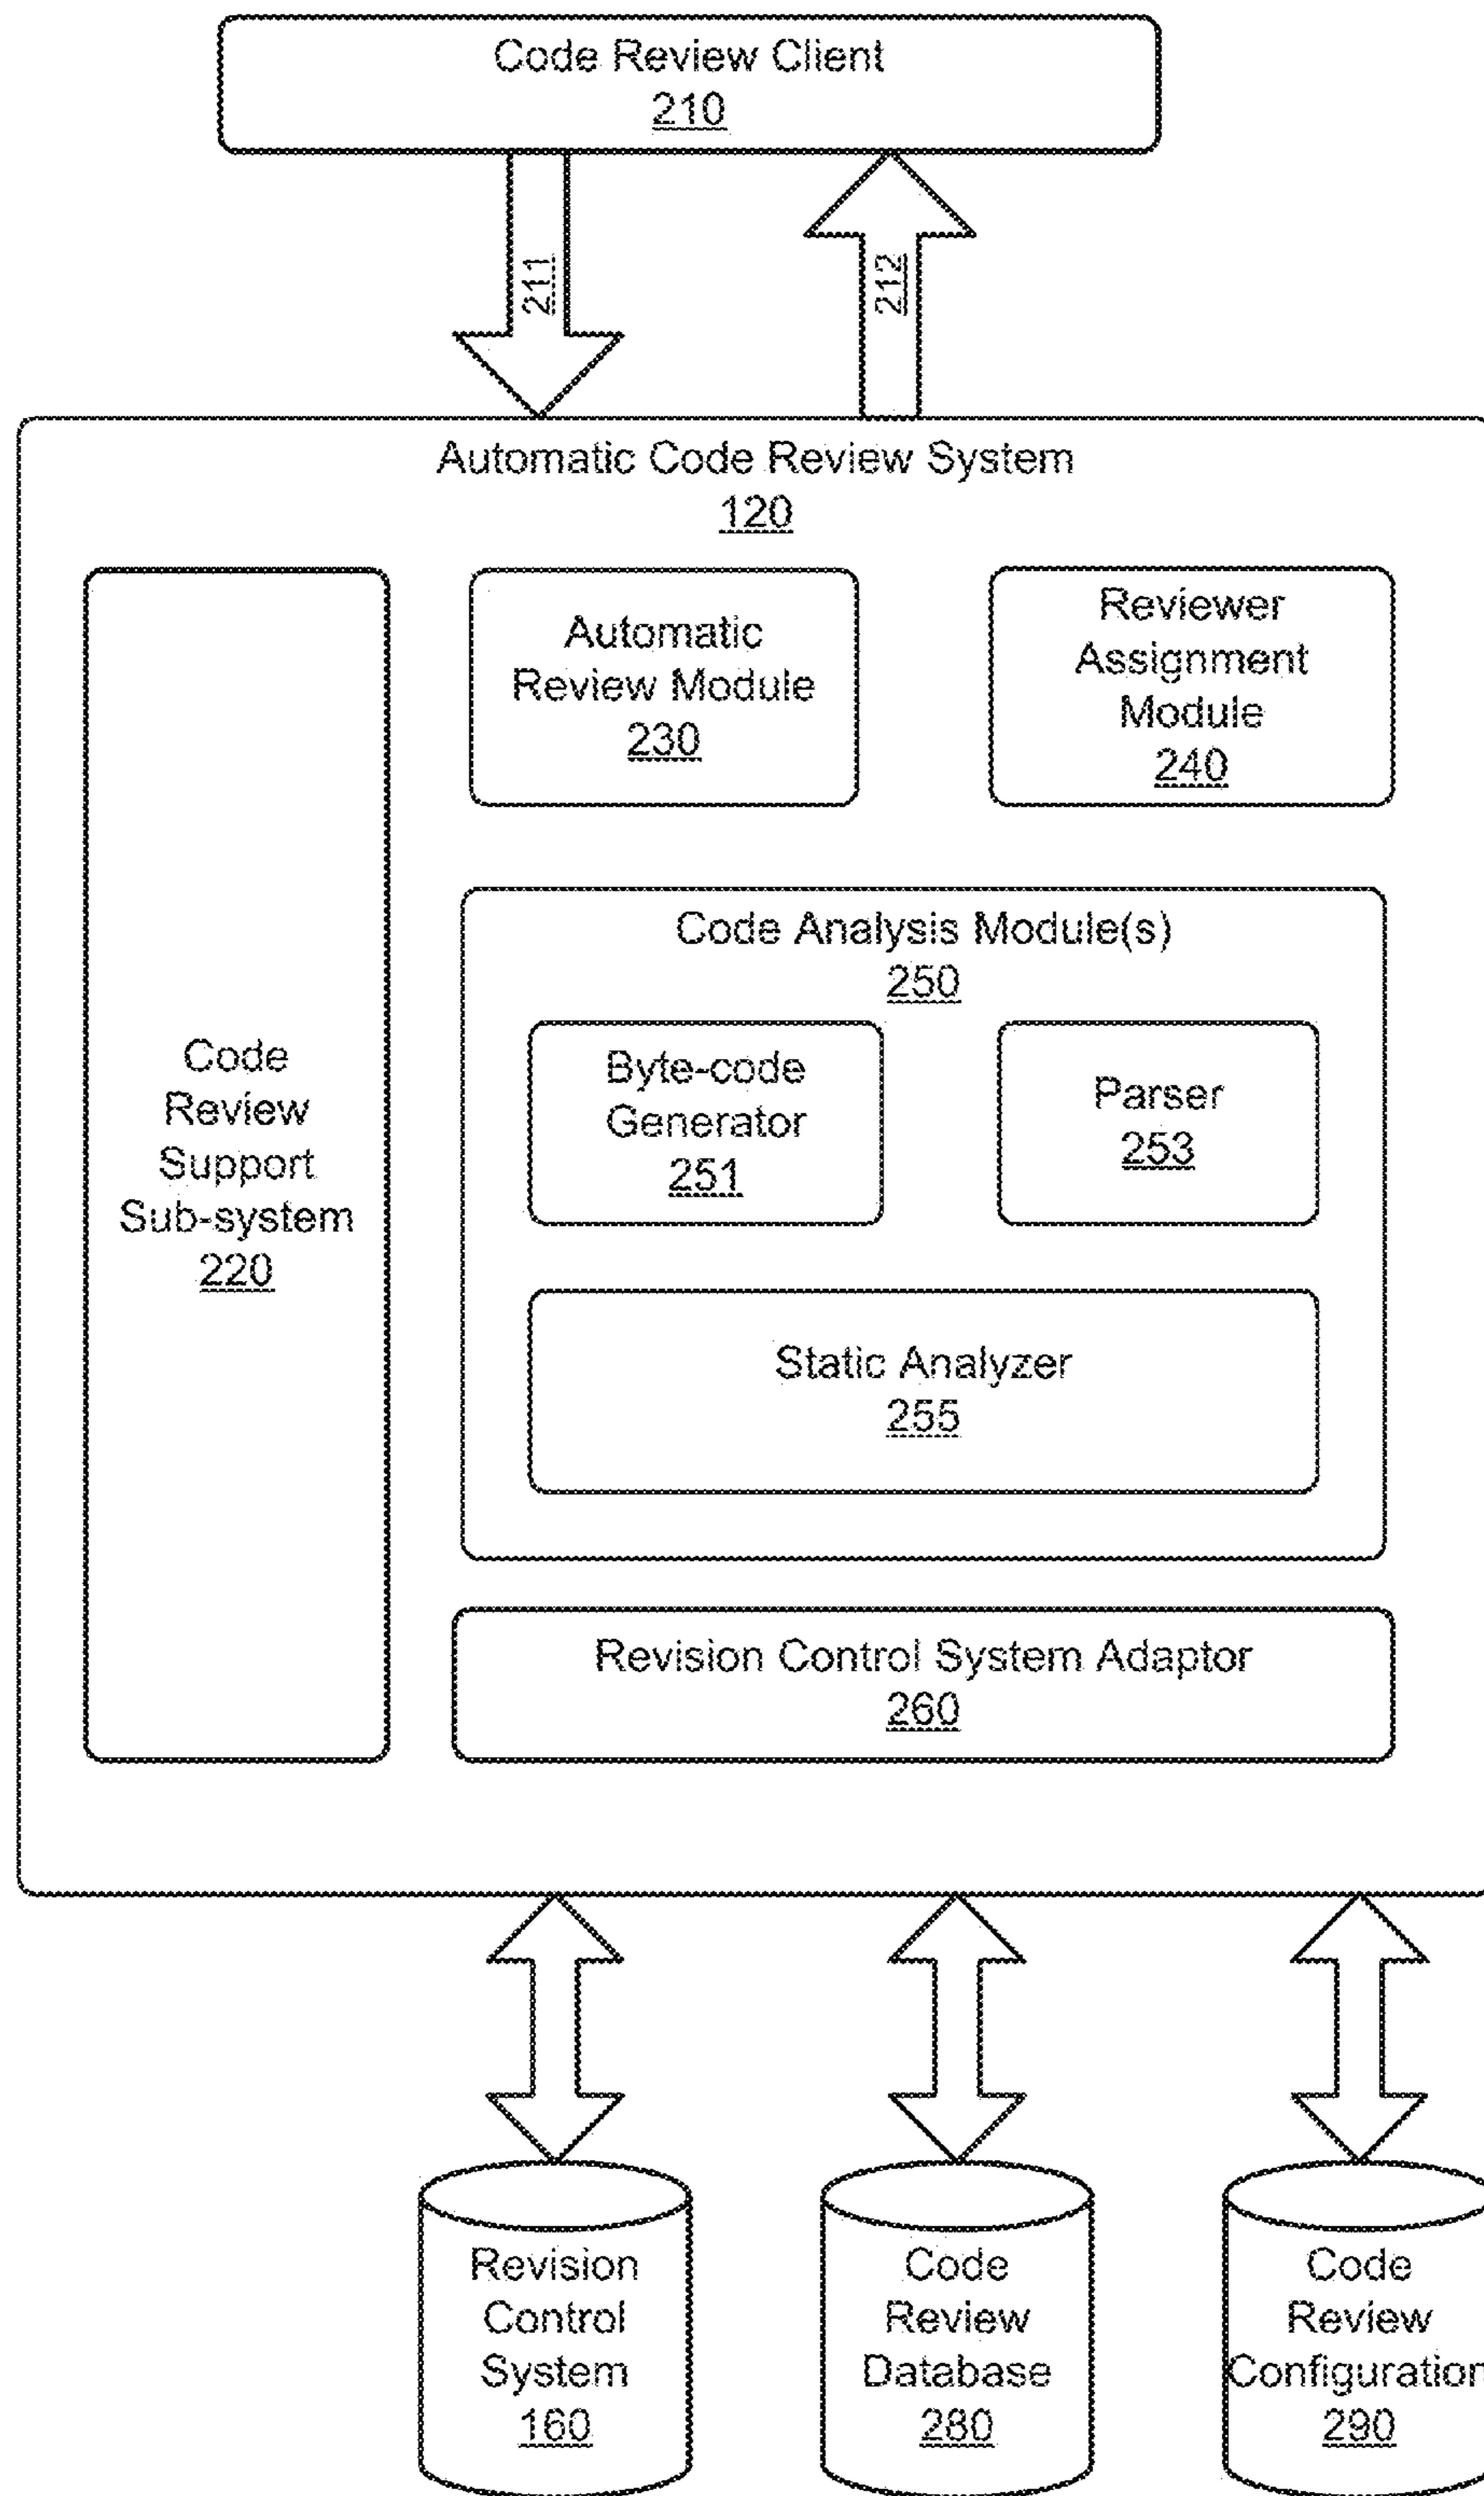 Code Review Client
210
211
212
Automatic Code Review System
120
Automatic
Review Module
230
Reviewer
Assignment
Module
240
Code
Review
Support
Sub-system
220
Code Analysis Module(s)
250
Byte-code
Generator
251
Parser
253
Static Analyzer
255
Revision Control System Adaptor
260
Revision
Control
System
160
Code
Review
Database
280
Code
Review
Configuration
290